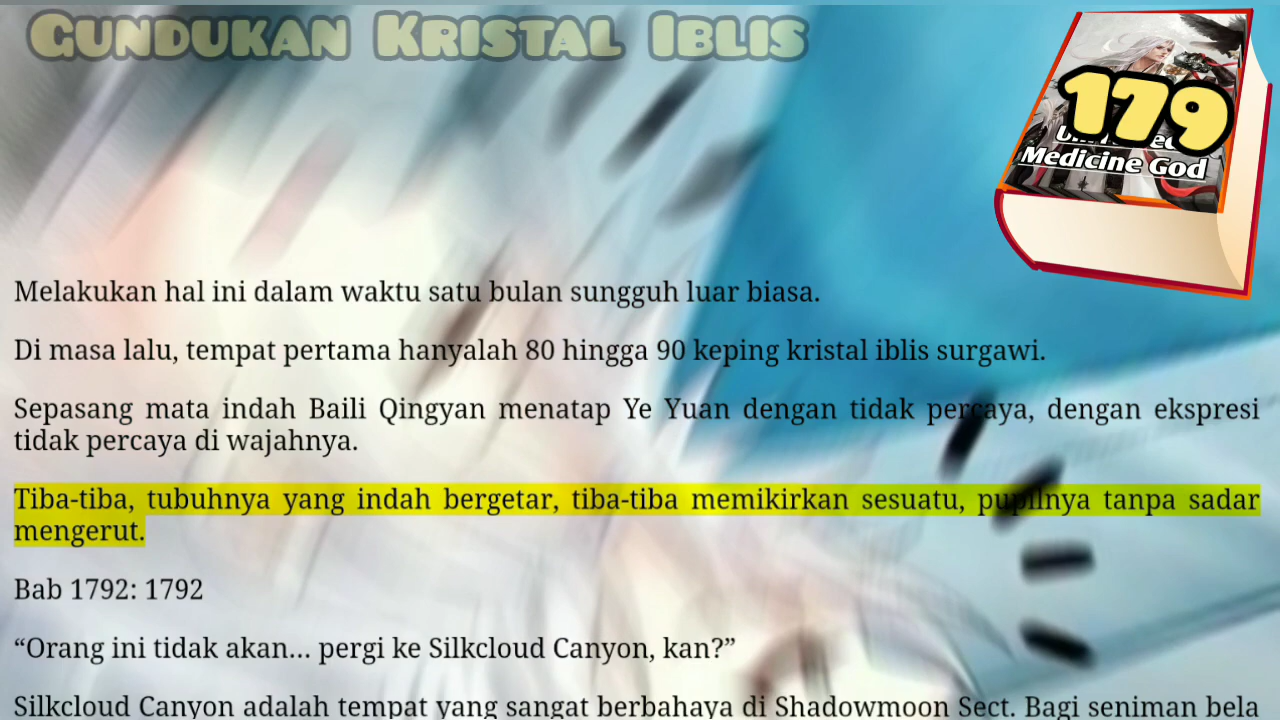 Gundukan Kristal Iblis
179
Medicine God
Melakukan hal ini dalam waktu satu bulan sungguh luar biasa.
Di masa lalu, tempat pertama hanyalah 80 hingga 90 keping kristal iblis surgawi.
Sepasang mata indah Baili Qingyan menatap Ye Yuan dengan tidak percaya, dengan ekspresi
tidak percaya di wajahnya.
Tiba-tiba, tubuhnya yang indah bergetar, tiba-tiba memikirkan sesuatu, pupilnya tanpa sadar
mengerut.
Bab 1792: 1792
“Orang ini tidak akan... pergi ke Silkcloud Canyon, kan?”
Silkcloud Canyon adalah tempat yang sangat berbahaya di Shadowmoon Sect. Bagi seniman bela